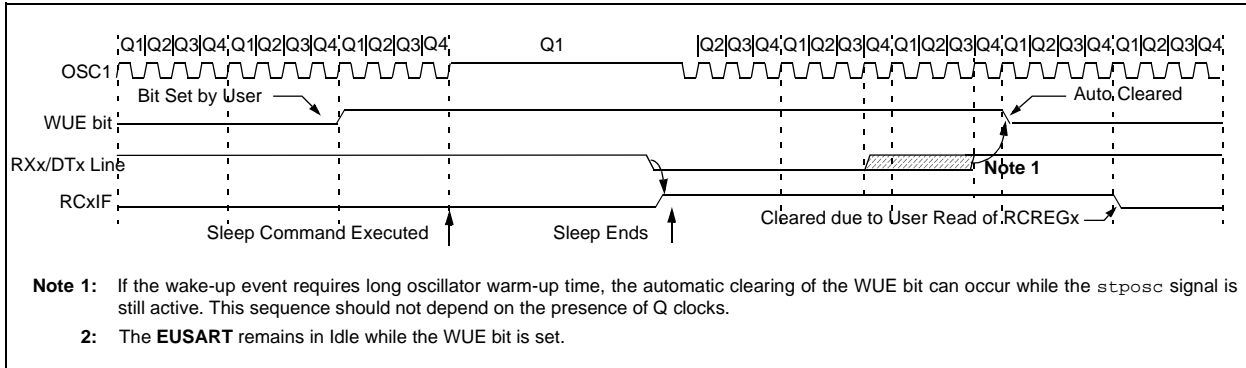 Q1|Q2|Q3|Q4|Q1|Q2|Q3|Q4|Q1|Q2|Q3|Q4 Q1 |Q2|Q3|Q4|Q1|Q2|Q3|Q4|Q1|Q2|Q3|Q4|Q1|Q2|Q3|Q4|Q1|Q2|Q3|Q4
OSC1
Bit Set by User Auto Cleared
WUE bit
RXx/DTx Line
Note 1
RCxIF
Cleared due to User Read of RCREGx
Sleep Command Executed Sleep Ends
Note 1: If the wake-up event requires long oscillator warm-up time, the automatic clearing of the WUE bit can occur while the stposc signal is
still active. This sequence should not depend on the presence of Q clocks.
2: The EUSART remains in Idle while the WUE bit is set.